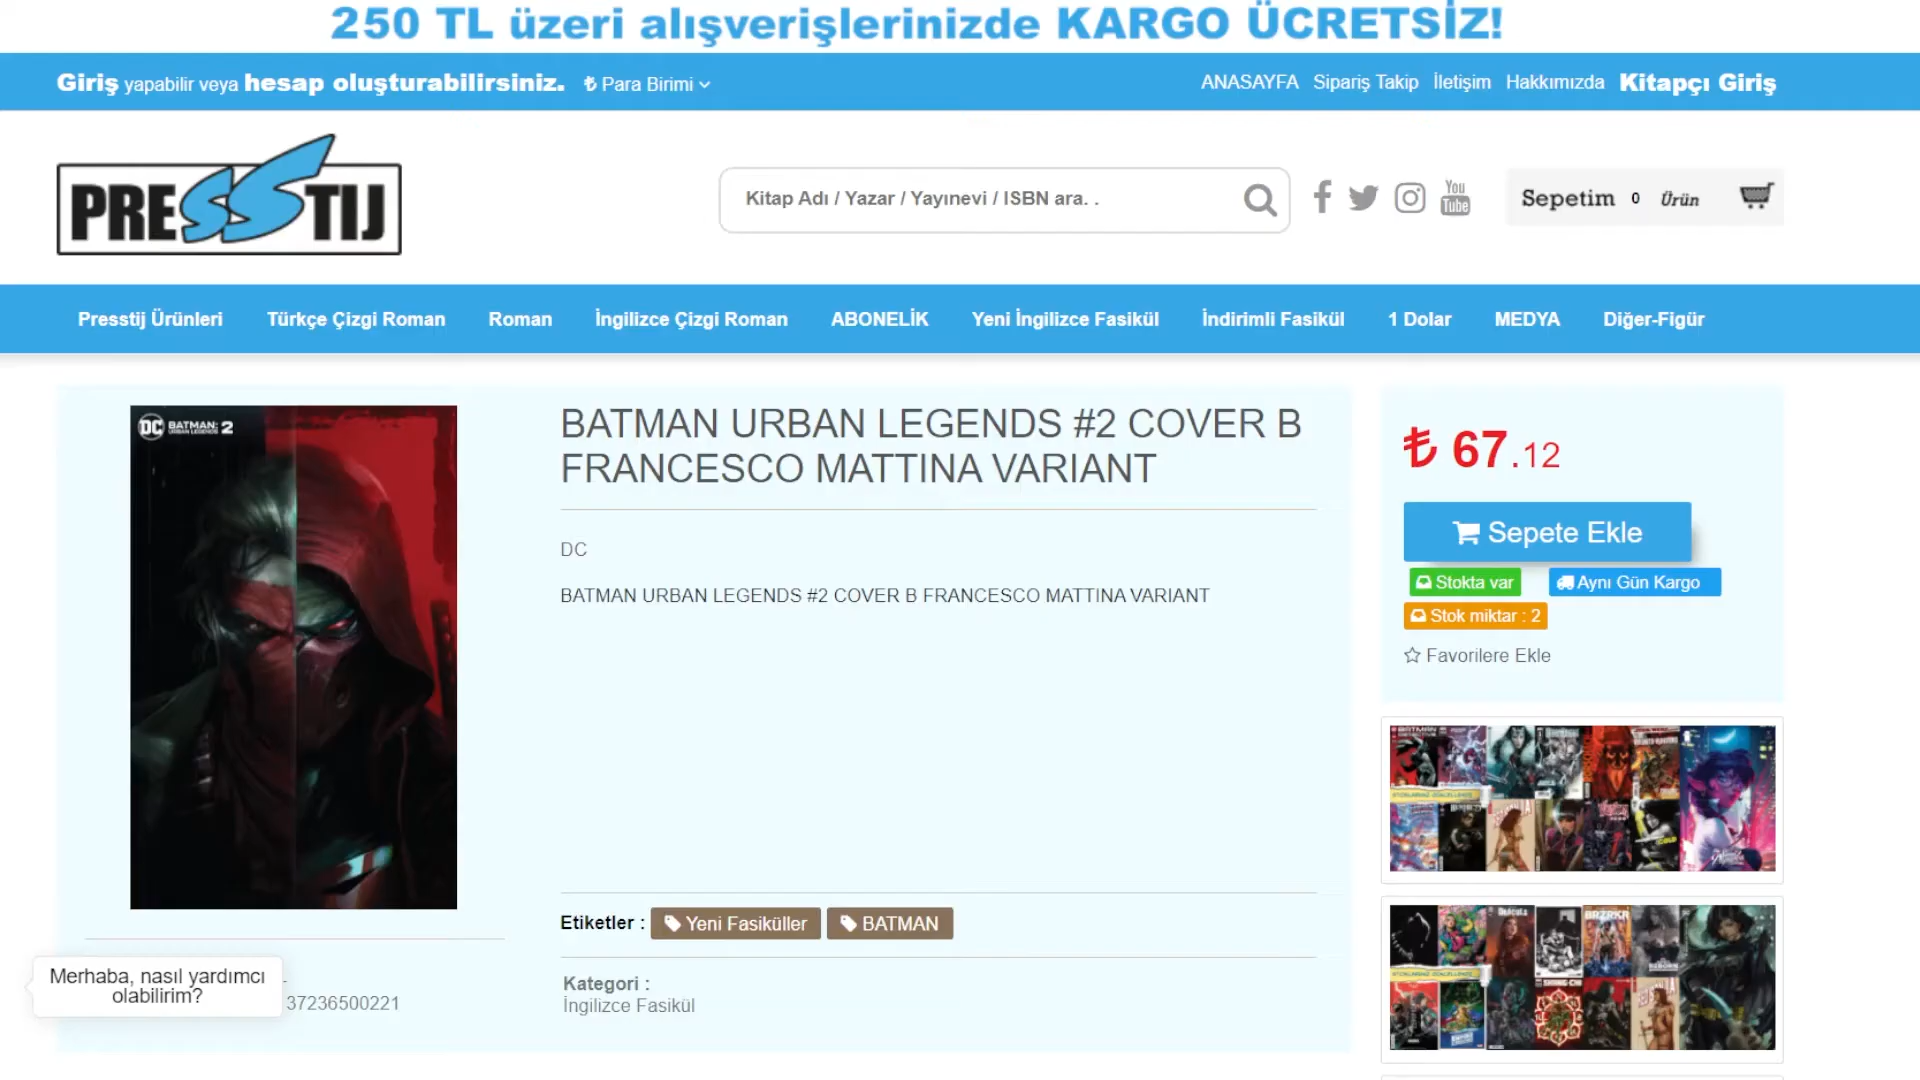 250 TL üzeri alışverişlerinizde KARGO ÜCRETSİZ!
Giriş yapabilir veya hesap oluşturabilirsiniz. ₺ Para Birimi
ANASAYFA Sipariş Takip İletişim Hakkımızda Kitapçı Giriş
PRESSTIJ
Kitap Adı / Yazar / Yayınevi / ISBN ara. .
You
Tube
Sepetim 0 Ürün
Presstij Ürünleri Türkçe Çizgi Roman Roman İngilizce Çizgi Roman ABONELİK Yeni İngilizce Fasikül İndirimli Fasikül 1 Dolar MEDYA Diğer-Figür
DC BATMAN: 2
URBAN LEGENDS
BATMAN URBAN LEGENDS #2 COVER B
FRANCESCO MATTINA VARIANT
DC
BATMAN URBAN LEGENDS #2 COVER B FRANCESCO MATTINA VARIANT
Etiketler : Yeni Fasiküller BATMAN
Kategori :
İngilizce Fasikül
Merhaba, nasıl yardımcı
olabilirim?
37236500221
₺ 67.12
Sepete Ekle
Stokta var Aynı Gün Kargo
Stok miktar : 2
Favorilere Ekle
BRZRKR
SHANG-CHI